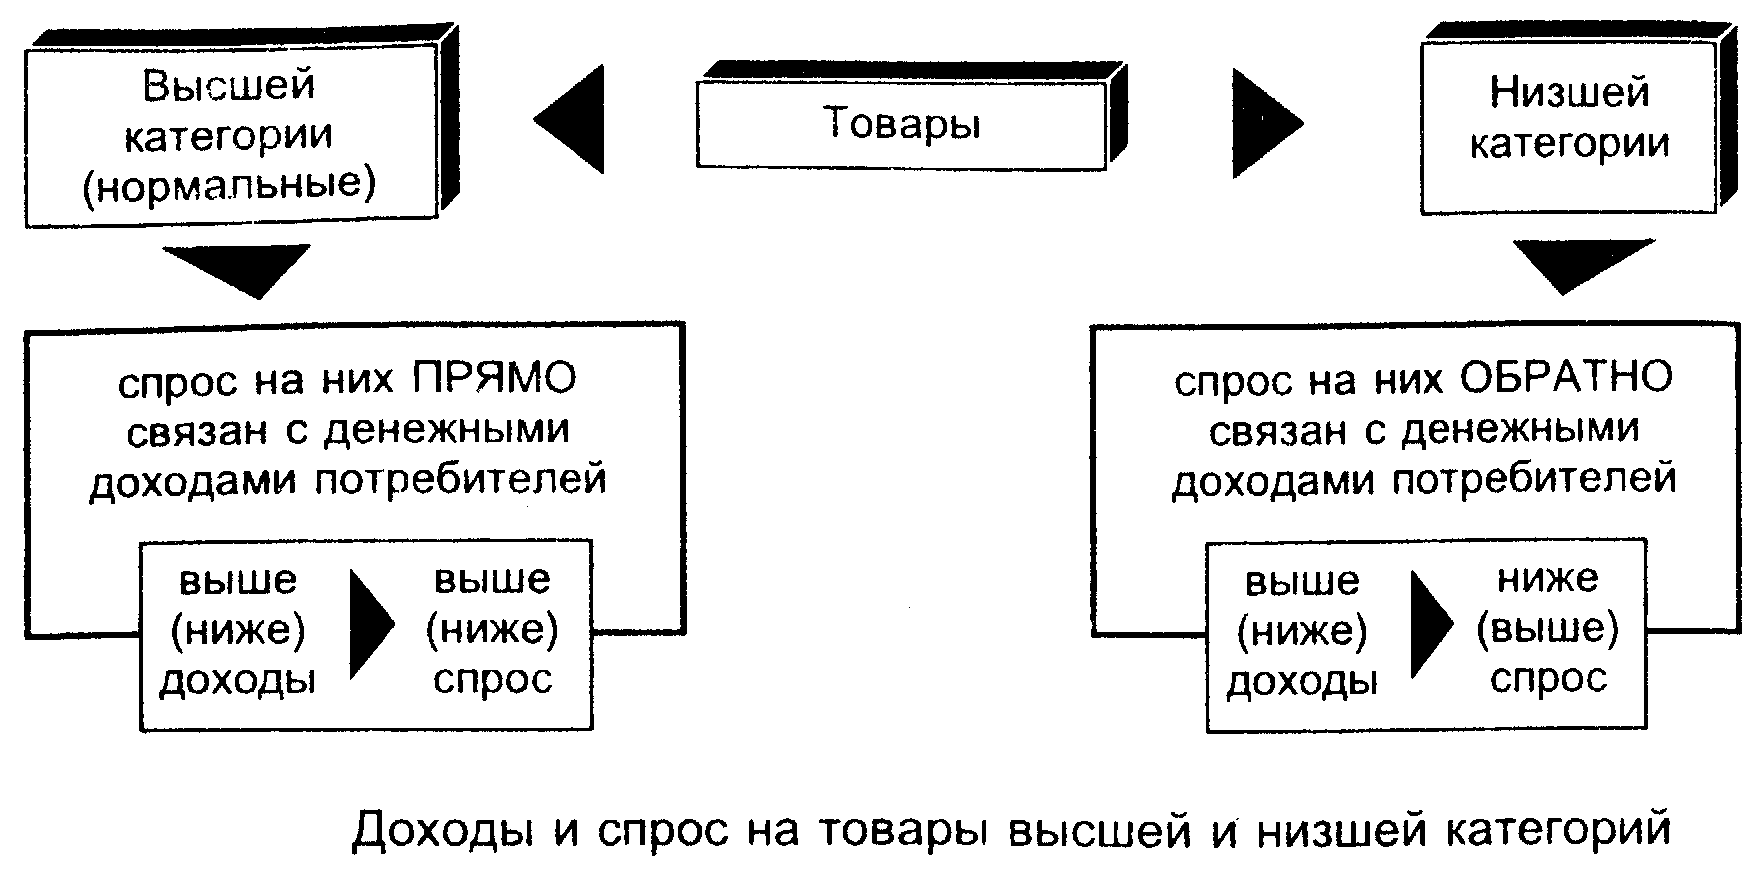 Высшей
категории
(нормальные)
Товары
Низшей
категории
спрос на них ПРЯМО
связан с денежными
доходами потребителей
выше
(ниже)
доходы
выше
(ниже)
спрос
спрос на них ОБРАТНО
связан с денежными
доходами потребителей
выше
(ниже)
доходы
ниже
(выше)
спрос
Доходы и спрос на товары высшей и низшей категорий